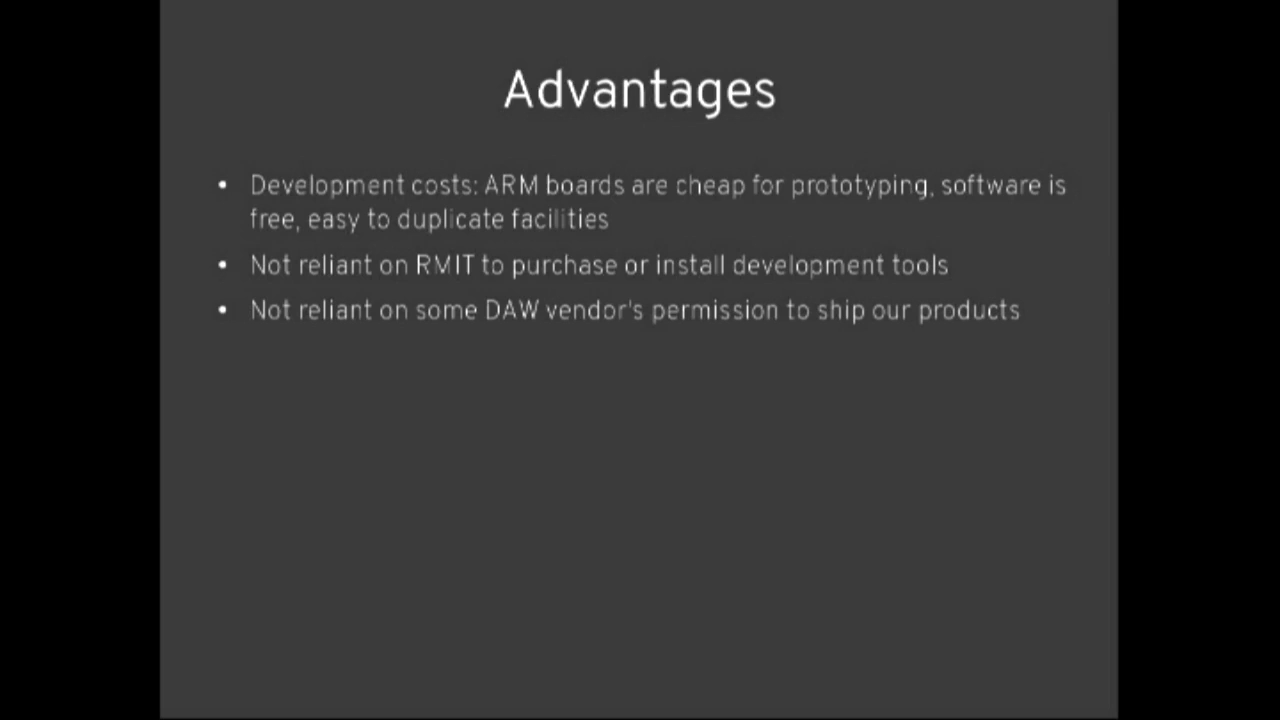 Advantages
• Development costs: ARM boards are cheap for prototyping, software is
free, easy to duplicate facilities
• Not reliant on RMIT to purchase or install development tools
• Not reliant on some DAW vendor's permission to ship our products